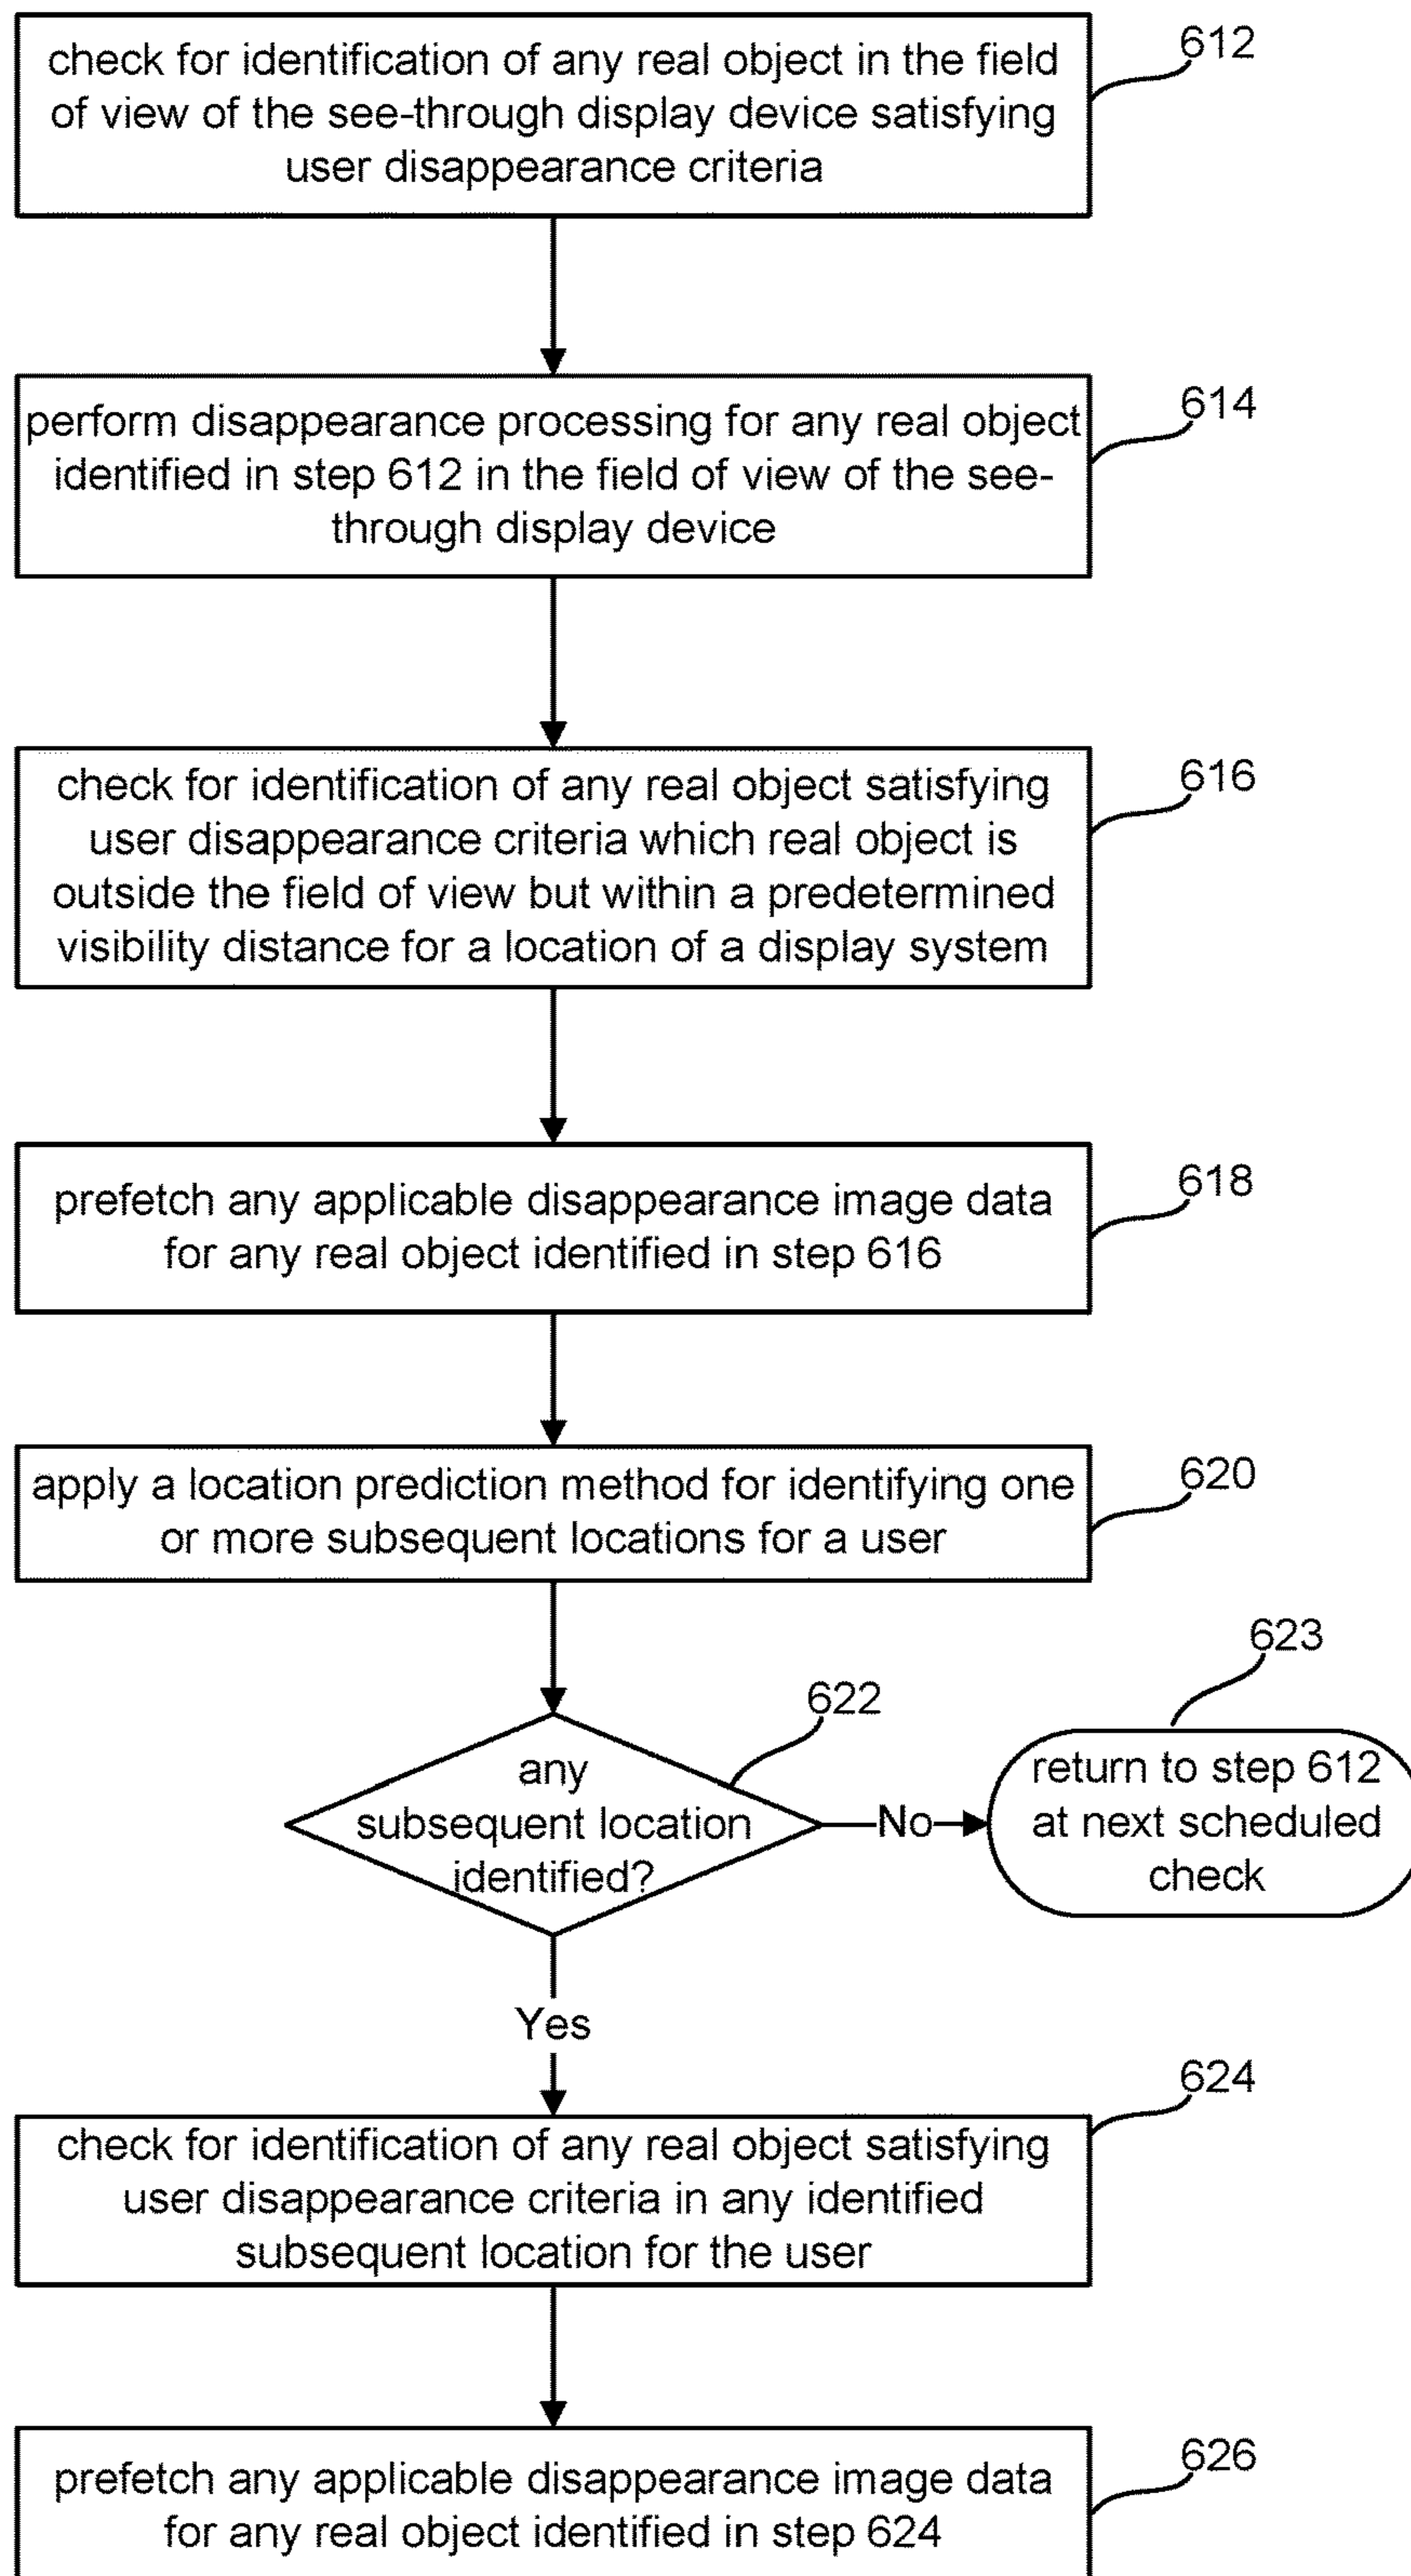 check for identification of any real object in the field
of view of the see-through display device satisfying
user disappearance criteria
612
perform disappearance processing for any real object
identified in step 612 in the field of view of the see-
through display device
614
check for identification of any real object satisfying
user disappearance criteria which real object is
outside the field of view but within a predetermined
visibility distance for a location of a display system
616
prefetch any applicable disappearance image data
for any real object identified in step 616
618
apply a location prediction method for identifying one
or more subsequent locations for a user
620
any
subsequent location
identified?
622
No
return to step 612
at next scheduled
check
623
Yes
check for identification of any real object satisfying
user disappearance criteria in any identified
subsequent location for the user
624
prefetch any applicable disappearance image data
for any real object identified in step 624
626